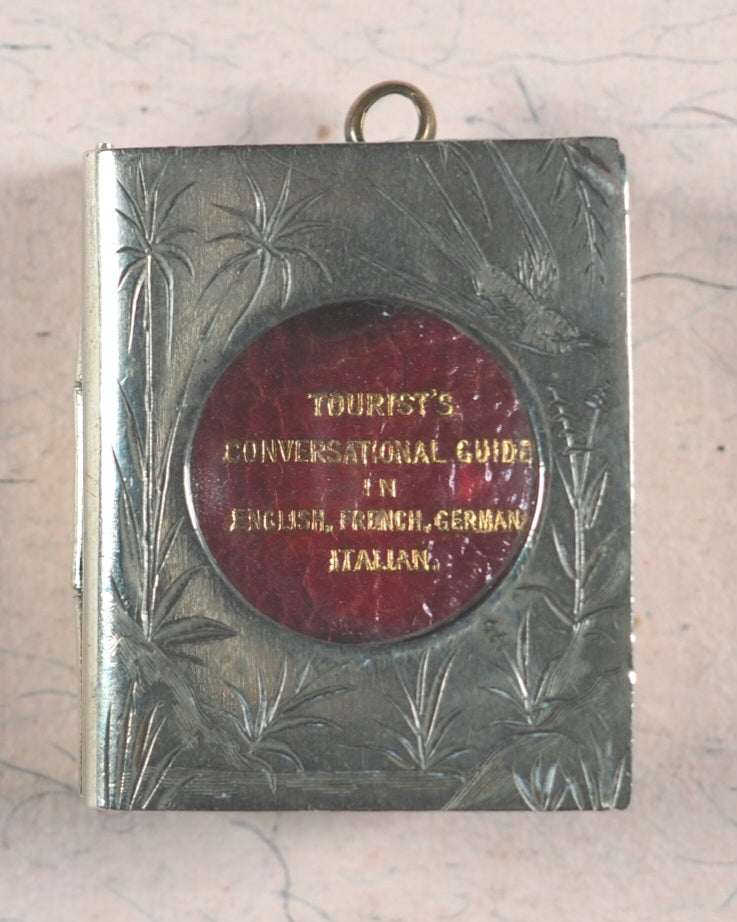 TOURIST'S
CONVERSATIONAL GUIDE
IN
ENGLISH, FRENCH, GERMAN
ITALIAN.